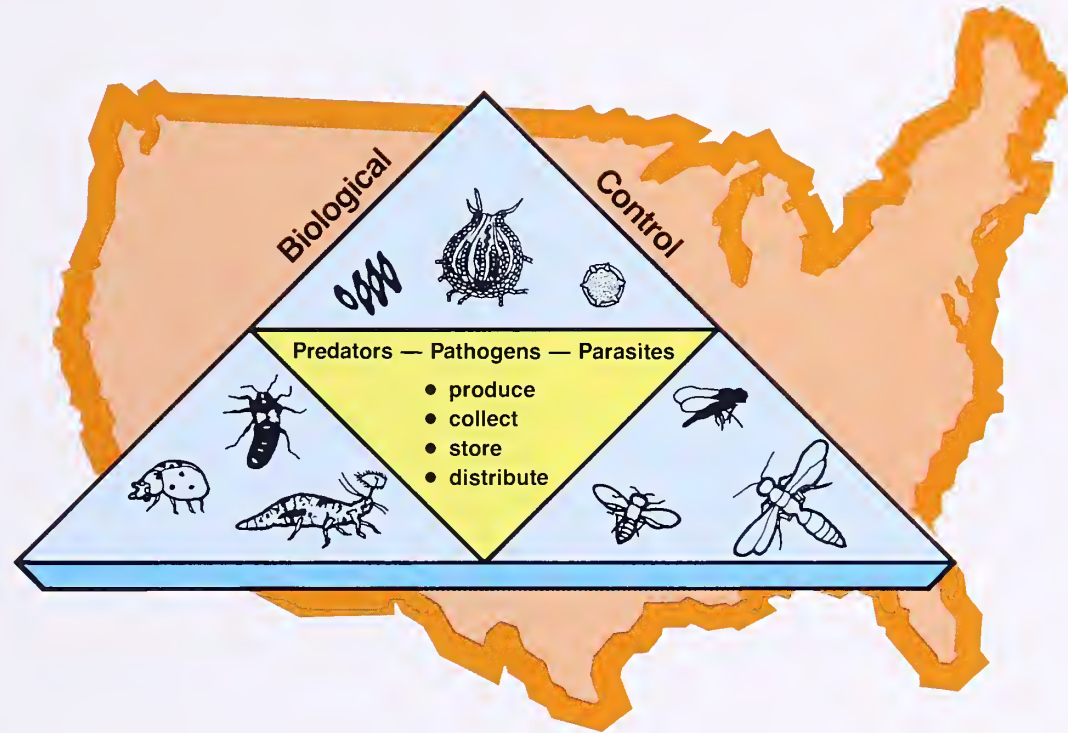 Biological
Control
Predators — Pathogens — Parasites
● produce
● collect
● store
● distribute